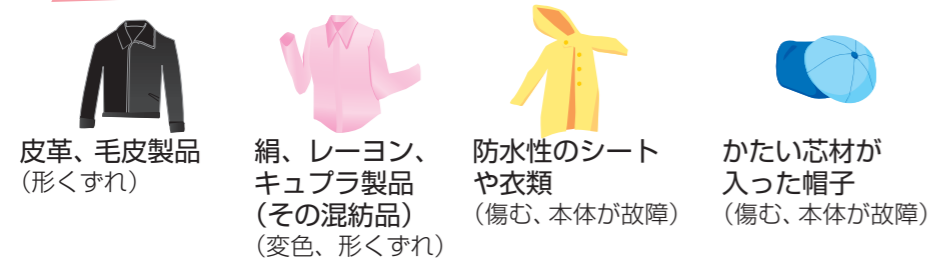 皮革、毛皮製品
（形くずれ）
絹、レーヨン、
キュプラ製品
（その混紡品）
（変色、形くずれ）
防水性のシート
や衣類
（傷む、本体が故障）
かたい芯材が
入った帽子
（傷む、本体が故障）